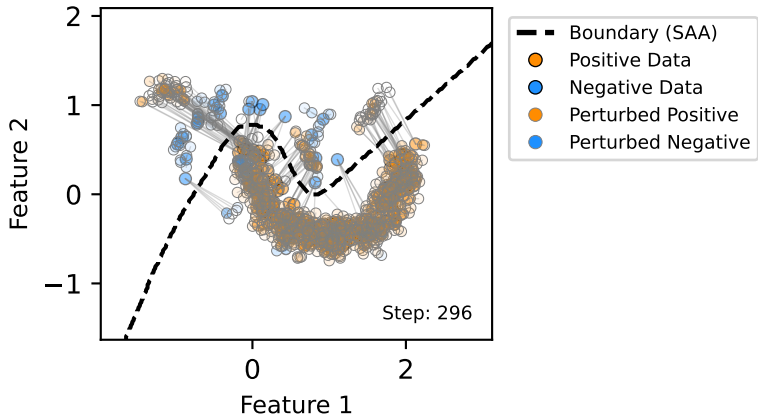 2
1
0
−1
Feature 2
0
2
Feature 1
Step: 296
Boundary (SAA)
Positive Data
Negative Data
Perturbed Positive
Perturbed Negative